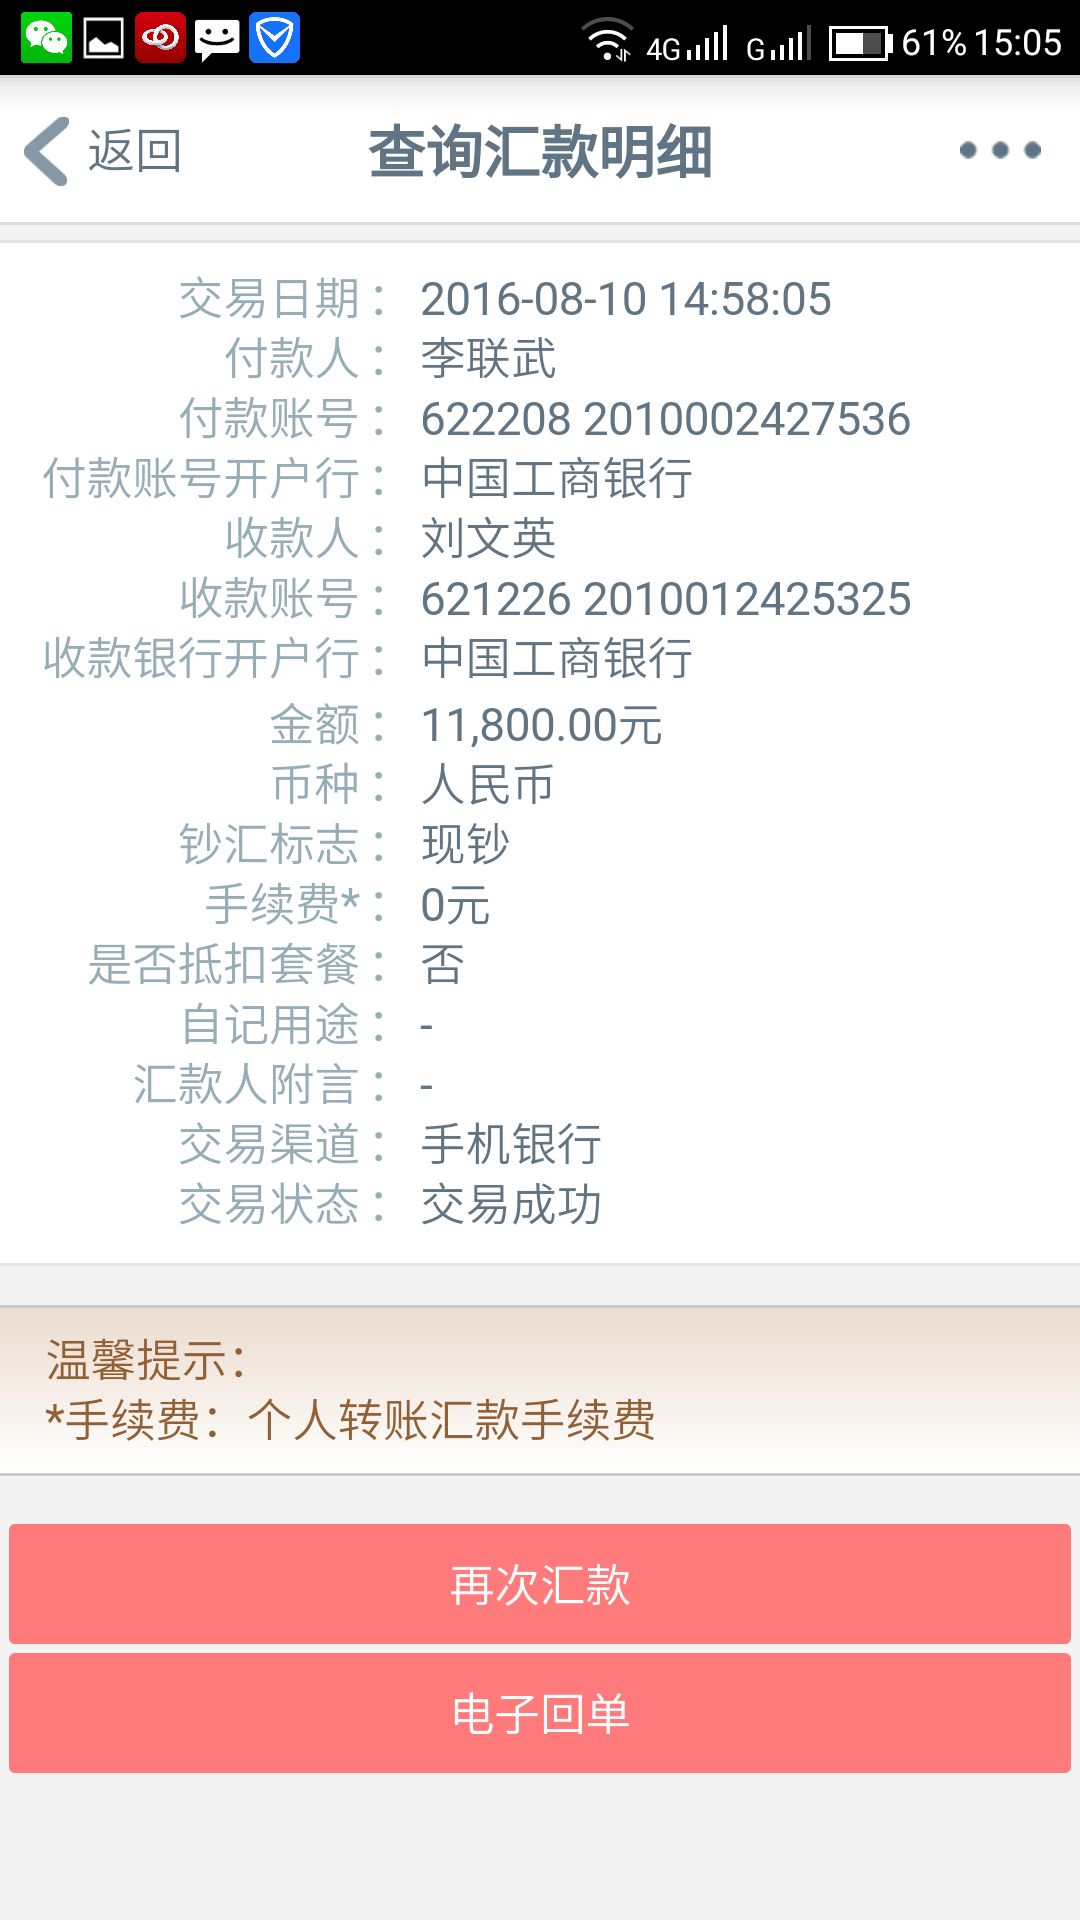 4G G 61% 15:05
返回 查询汇款明细
交易日期： 2016-08-10 14:58:05
付款人： 李联武
付款账号： 622208 2010002427536
付款账号开户行： 中国工商银行
收款人： 刘文英
收款账号： 621226 2010012425325
收款银行开户行： 中国工商银行
金额： 11,800.00元
币种： 人民币
钞汇标志： 现钞
手续费*： 0元
是否抵扣套餐： 否
自记用途： -
汇款人附言： -
交易渠道： 手机银行
交易状态： 交易成功
温馨提示：
*手续费：个人转账汇款手续费
再次汇款
电子回单